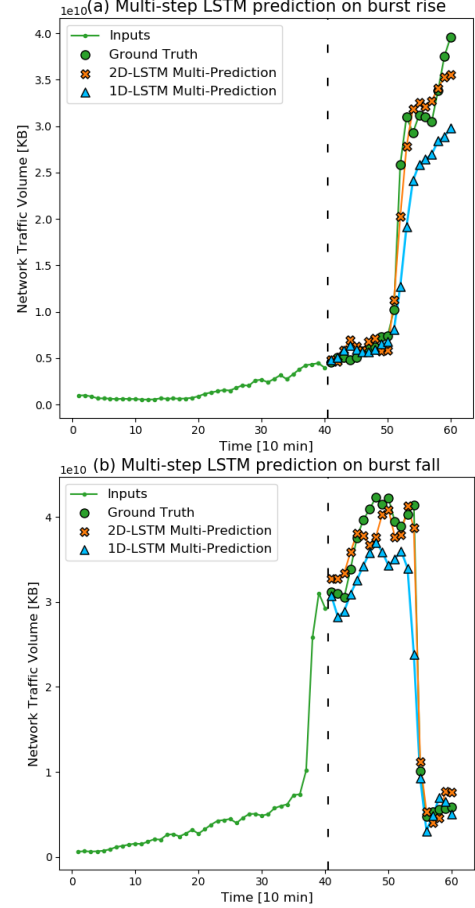 (a) Multi-step LSTM prediction on burst rise
1e10
Inputs
Ground Truth
2D-LSTM Multi-Prediction
1D-LSTM Multi-Prediction
Network Traffic Volume [KB]
4.0
3.5
3.0
2.5
2.0
1.5
1.0
0.5
0.0
0 10 20 30 40 50 60
Time [10 min]
(b) Multi-step LSTM prediction on burst fall
1e10
Inputs
Ground Truth
2D-LSTM Multi-Prediction
1D-LSTM Multi-Prediction
Network Traffic Volume [KB]
4
3
2
1
0
0 10 20 30 40 50 60
Time [10 min]